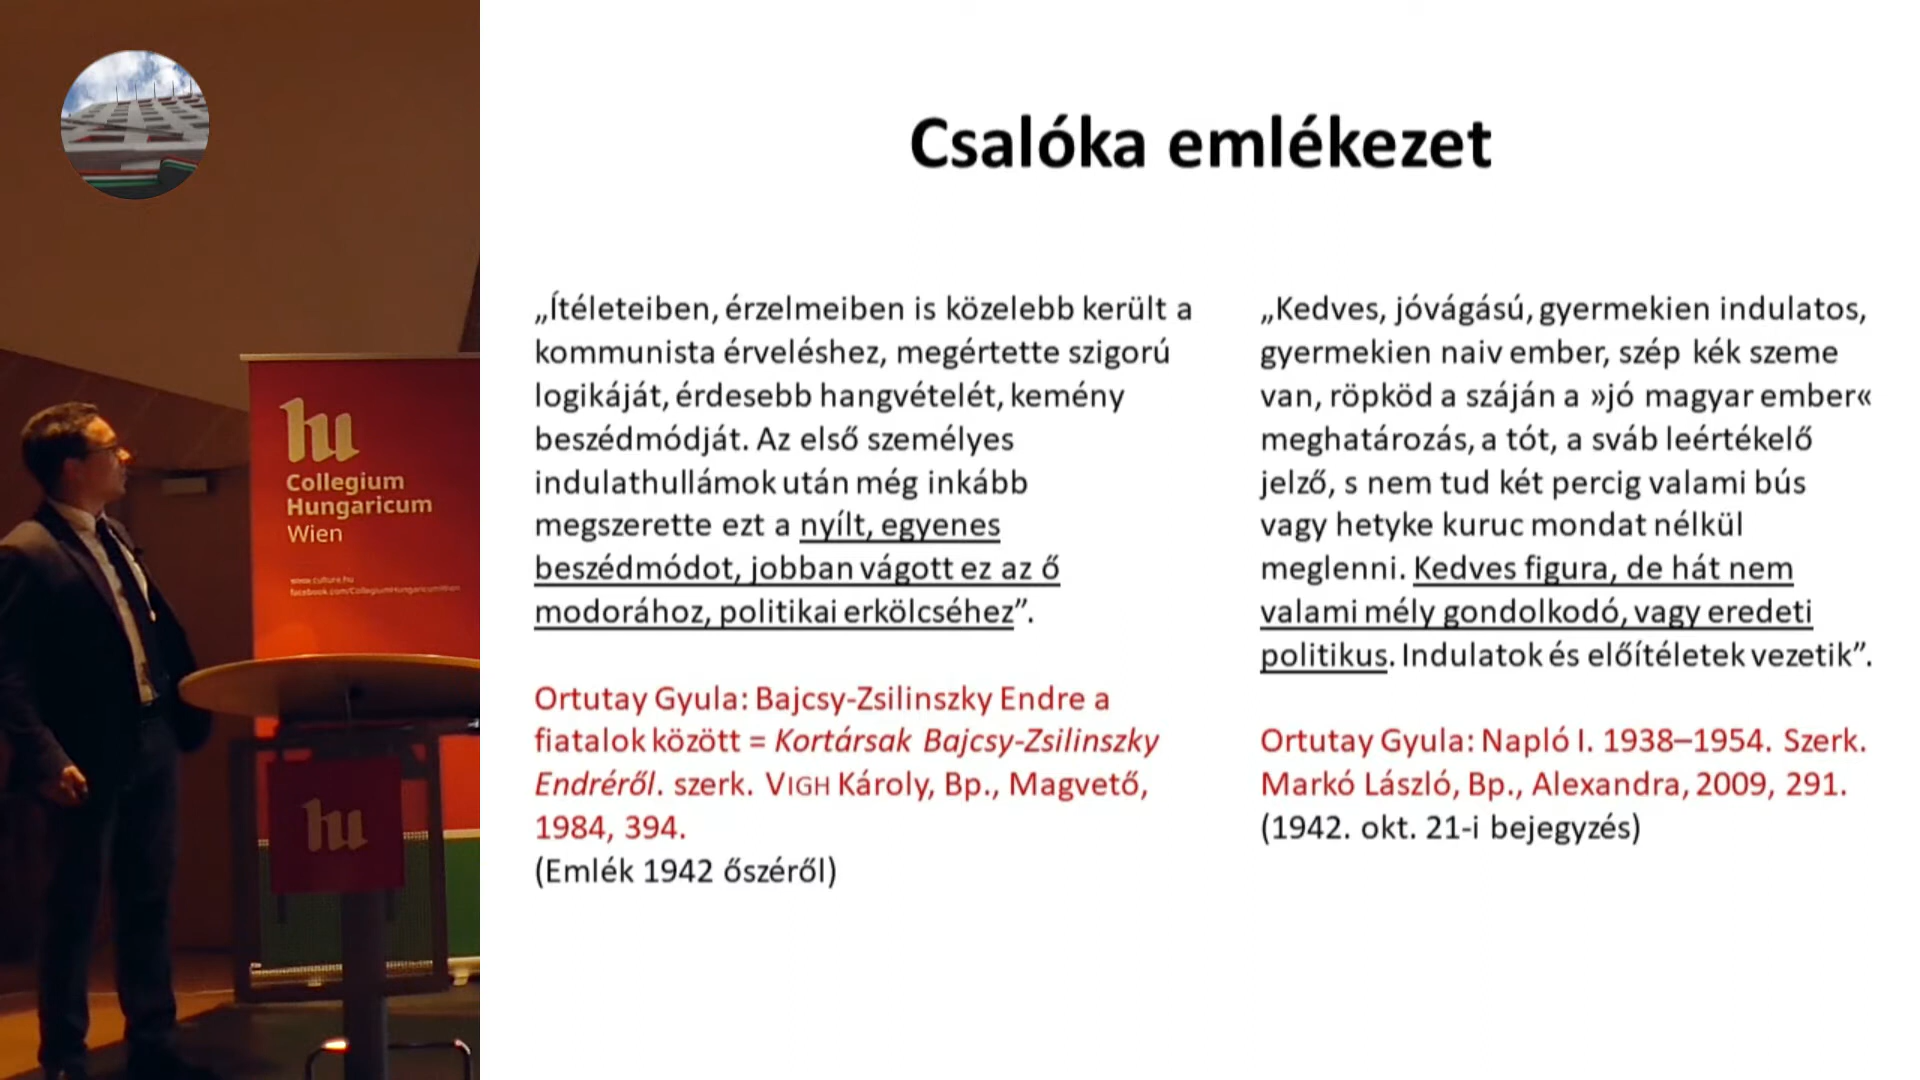 Csalóka emlékezet
„Ítéleteiben, érzelmeiben is közelebb került a
kommunista érveléshez, megértette szigorú
logikáját, érdesebb hangvételét, kemény
beszédmódját. Az első személyes
indulathullámok után még inkább
megszerette ezt a nyílt, egyenes
beszédmódot, jobban vágott ez az ő
modorához, politikai erkölcséhez”.
Ortutay Gyula: Bajcsy-Zsilinszky Endre a
fiatalok között = Kortársak Bajcsy-Zsilinszky
Endréről. szerk. VIGH Károly, Bp., Magvető,
1984, 394.
(Emlék 1942 őszéről)
„Kedves, jóvágású, gyermekien indulatos,
gyermekien naiv ember, szép kék szeme
van, röpköd a száján a »jó magyar ember«
meghatározás, a tót, a sváb leértékelő
jelző, s nem tud két percig valami bús
vagy hetyke kuruc mondat nélkül
meglenni. Kedves figura, de hát nem
valami mély gondolkodó, vagy eredeti
politikus. Indulatok és előítéletek vezetik”.
Ortutay Gyula: Napló I. 1938–1954. Szerk.
Markó László, Bp., Alexandra, 2009, 291.
(1942. okt. 21-i bejegyzés)
hu
Collegium
Hungaricum
Wien
www.culture.hu
facebook.com/CollegiumHungaricumWien
hu